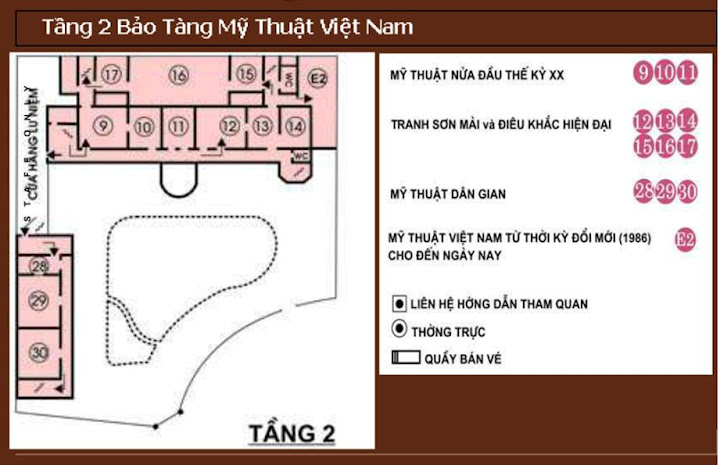 Tầng 2 Bảo Tàng Mỹ Thuật Việt Nam
17
16
15
WC
E2
9
10
11
12
13
14
WC
CỬA HÀNG LƯU NIỆM
28
29
30
TẦNG 2
MỸ THUẬT NỬA ĐẦU THẾ KỶ XX 9 10 11
TRANH SƠN MÀI và ĐIÊU KHẮC HIỆN ĐẠI 12 13 14
15 16 17
MỸ THUẬT DÂN GIAN 28 29 30
MỸ THUẬT VIỆT NAM TỪ THỜI KỲ ĐỔI MỚI (1986) E2
CHO ĐẾN NGÀY NAY
LIÊN HỆ HỚNG DẪN THAM QUAN
THỜNG TRỰC
QUẦY BÁN VÉ